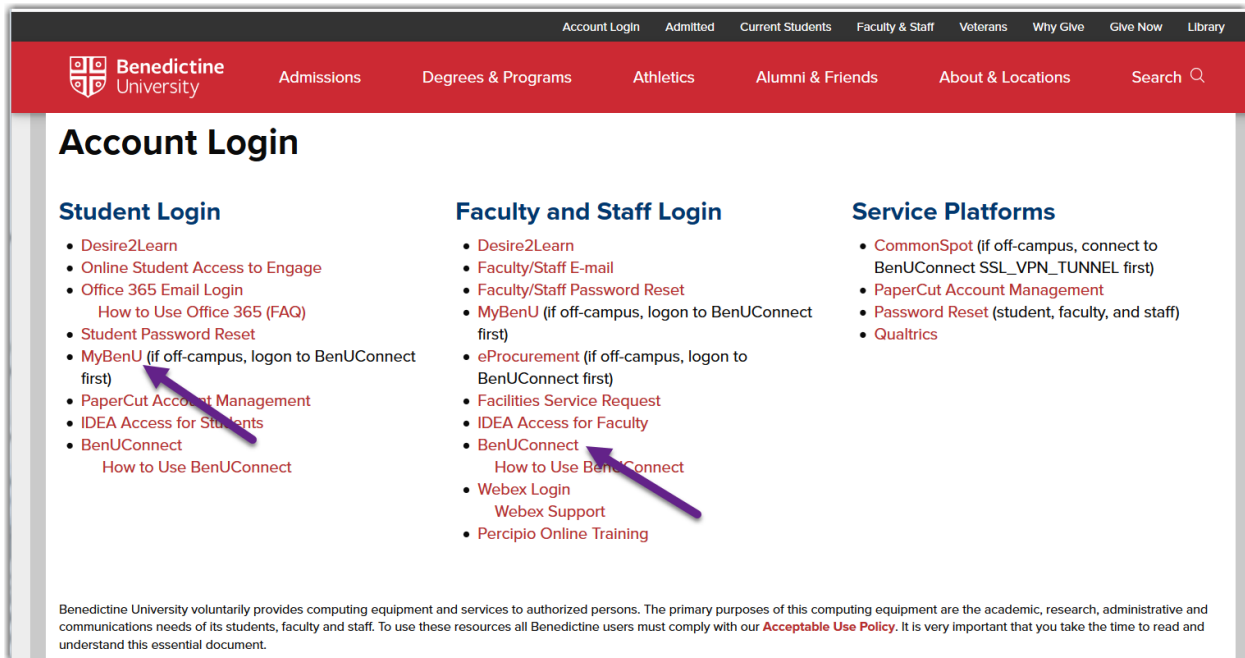 Account Login Admitted Current Students Faculty & Staff Veterans Why Give Give Now Library
Benedictine
University
Admissions Degrees & Programs Athletics Alumni & Friends About & Locations Search
Account Login
Student Login
• Desire2Learn
• Online Student Access to Engage
• Office 365 Email Login
How to Use Office 365 (FAQ)
• Student Password Reset
• MyBenU (if off-campus, logon to BenUConnect
first)
• PaperCut Account Management
• IDEA Access for Students
• BenUConnect
How to Use BenUConnect
Faculty and Staff Login
• Desire2Learn
• Faculty/Staff E-mail
• Faculty/Staff Password Reset
• MyBenU (if off-campus, logon to BenUConnect
first)
• eProcurement (if off-campus, logon to
BenUConnect first)
• Facilities Service Request
• IDEA Access for Faculty
• BenUConnect
How to Use BenUConnect
• Webex Login
Webex Support
• Percipio Online Training
Service Platforms
• CommonSpot (if off-campus, connect to
BenUConnect SSL_VPN_TUNNEL first)
• PaperCut Account Management
• Password Reset (student, faculty, and staff)
• Qualtrics
Benedictine University voluntarily provides computing equipment and services to authorized persons. The primary purposes of this computing equipment are the academic, research, administrative and
communications needs of its students, faculty and staff. To use these resources all Benedictine users must comply with our Acceptable Use Policy. It is very important that you take the time to read and
understand this essential document.